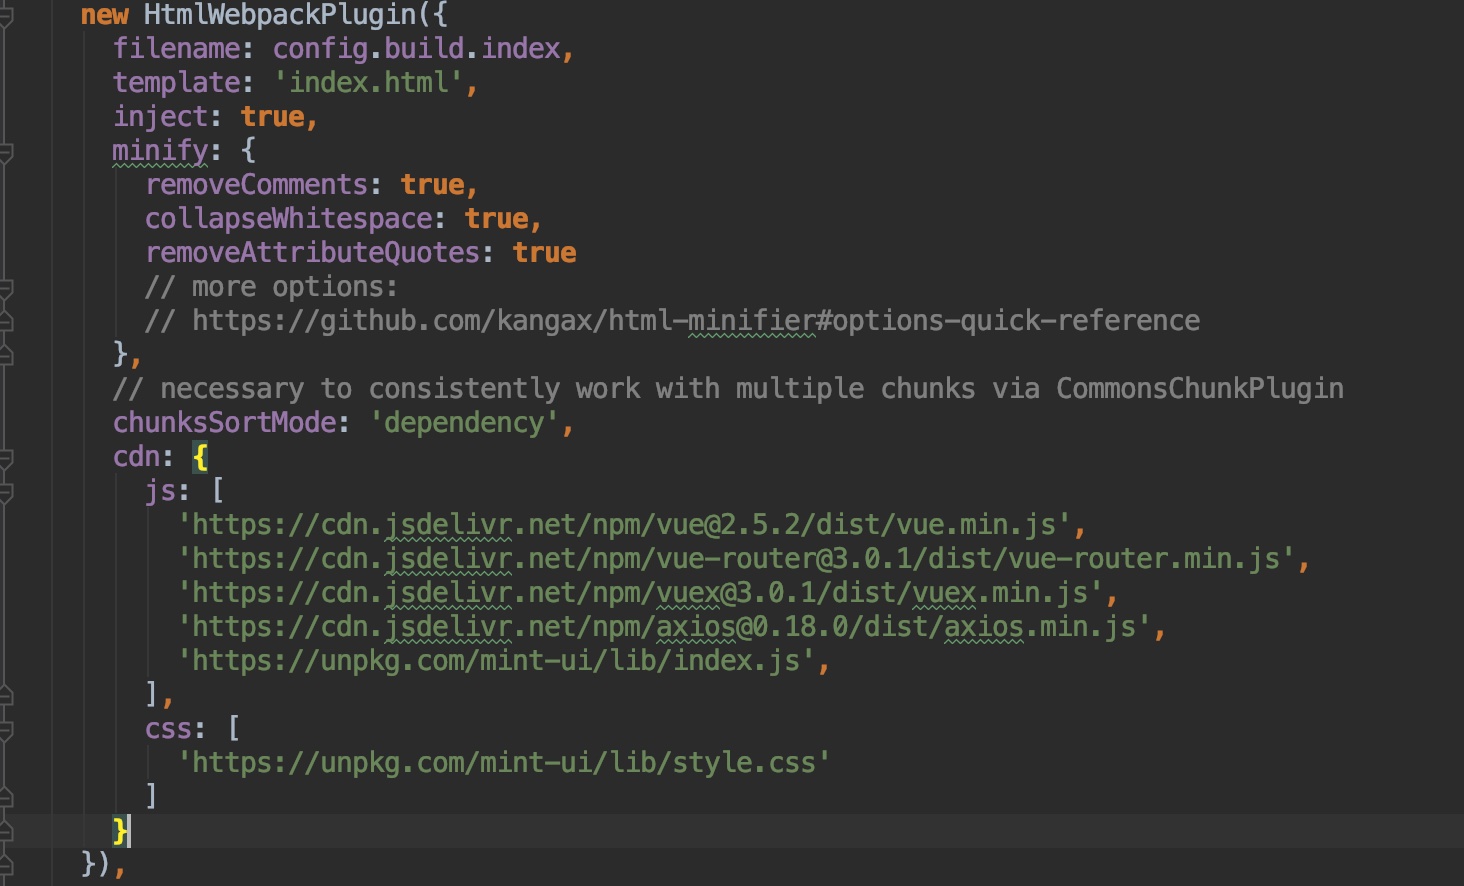 new HtmlWebpackPlugin({
filename: config.build.index,
template: 'index.html',
inject: true,
minify: {
removeComments: true,
collapseWhitespace: true,
removeAttributeQuotes: true
// more options:
// https://github.com/kangax/html-minifier#options-quick-reference
},
// necessary to consistently work with multiple chunks via CommonsChunkPlugin
chunksSortMode: 'dependency',
cdn: {
js: [
'https://cdn.jsdelivr.net/npm/vue@2.5.2/dist/vue.min.js',
'https://cdn.jsdelivr.net/npm/vue-router@3.0.1/dist/vue-router.min.js',
'https://cdn.jsdelivr.net/npm/vuex@3.0.1/dist/vuex.min.js',
'https://cdn.jsdelivr.net/npm/axios@0.18.0/dist/axios.min.js',
'https://unpkg.com/mint-ui/lib/index.js',
],
css: [
'https://unpkg.com/mint-ui/lib/style.css'
]
}
}),